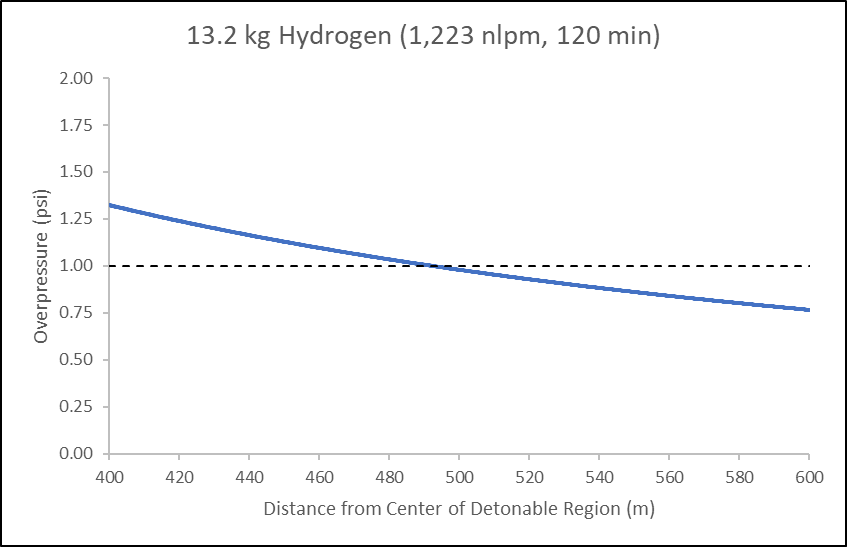 13.2 kg Hydrogen (1,223 nlpm, 120 min)
2.00
1.75
1.50
1.25
1.00
0.75
0.50
0.25
0.00
Overpressure (psi)
400 420 440 460 480 500 520 540 560 580 600
Distance from Center of Detonable Region (m)